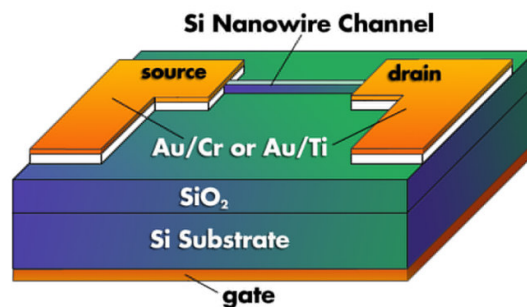 Si Nanowire Channel
source
drain
Au/Cr or Au/Ti
SiO₂
Si Substrate
gate